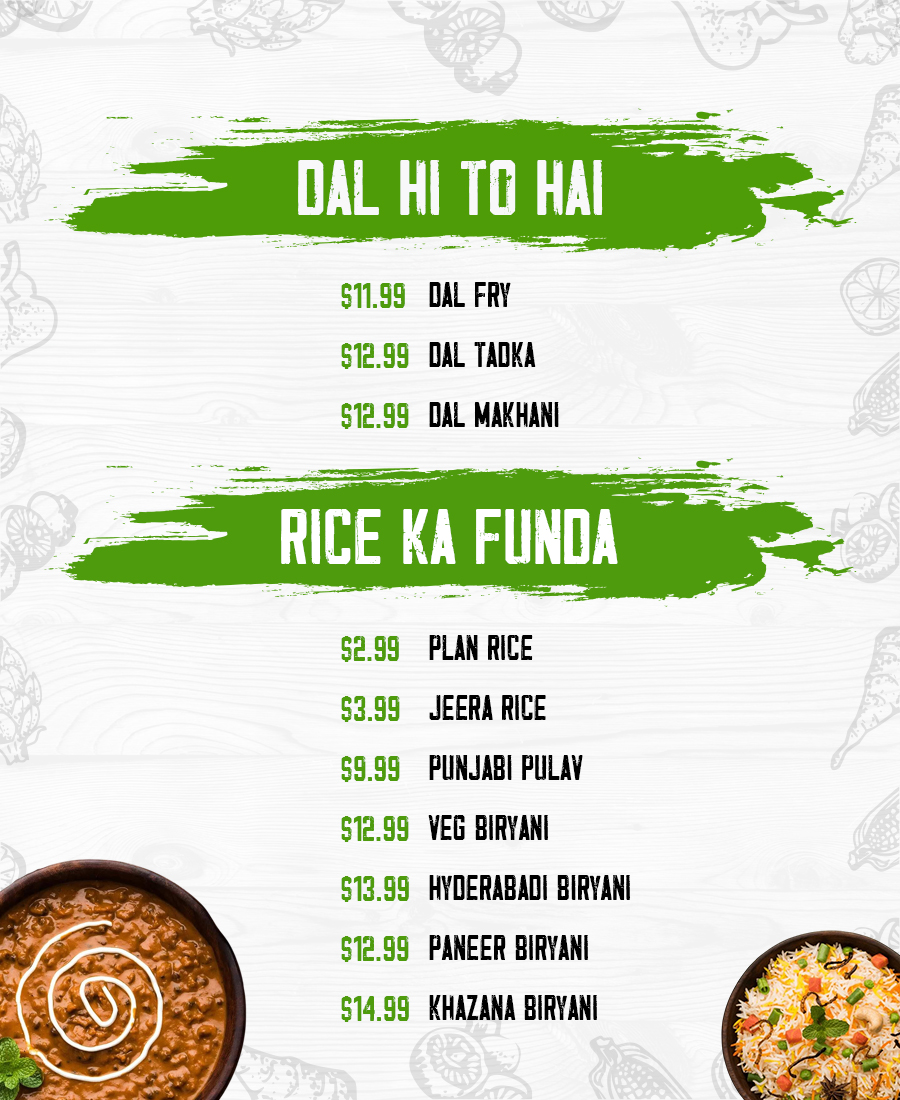 DAL HI TO HAI
$11.99 DAL FRY
$12.99 DAL TADKA
$12.99 DAL MAKHANI
RICE KA FUNDA
$2.99 PLAN RICE
$3.99 JEERA RICE
$9.99 PUNJABI PULAV
$12.99 VEG BIRYANI
$13.99 HYDERABADI BIRYANI
$12.99 PANEER BIRYANI
$14.99 KHAZANA BIRYANI